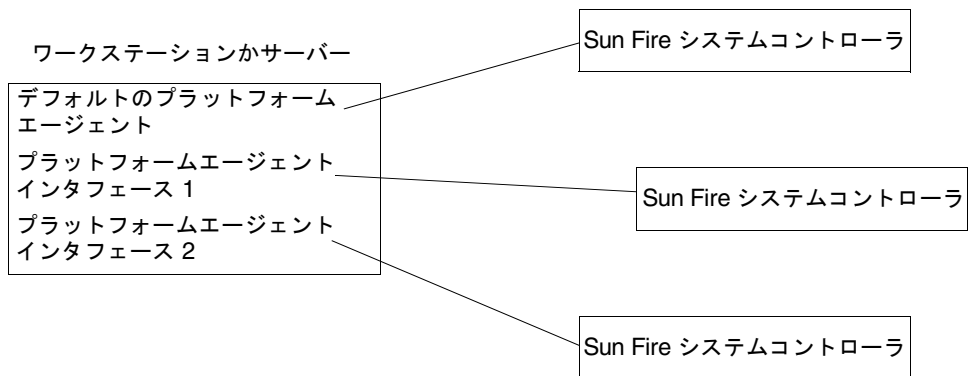 ワークステーションかサーバー
デフォルトのプラットフォーム
エージェント
プラットフォームエージェント
インタフェース 1
プラットフォームエージェント
インタフェース 2
Sun Fire システムコントローラ
Sun Fire システムコントローラ
Sun Fire システムコントローラ